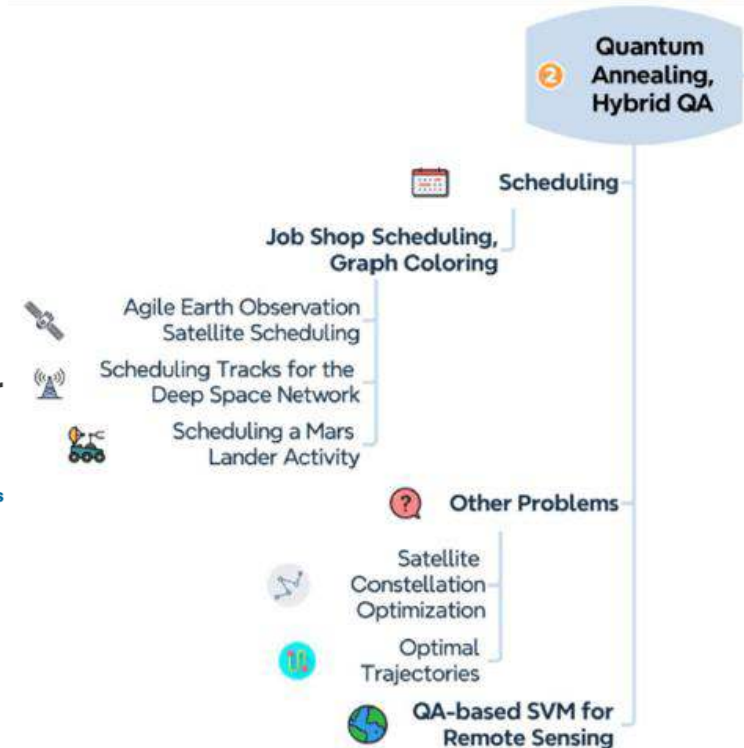 2
Quantum
Annealing,
Hybrid QA
Scheduling
Job Shop Scheduling,
Graph Coloring
Agile Earth Observation
Satellite Scheduling
Scheduling Tracks for the
Deep Space Network
Scheduling a Mars
Lander Activity
s
?
Other Problems
Satellite
Constellation
Optimization
Optimal
Trajectories
QA-based SVM for
Remote Sensing